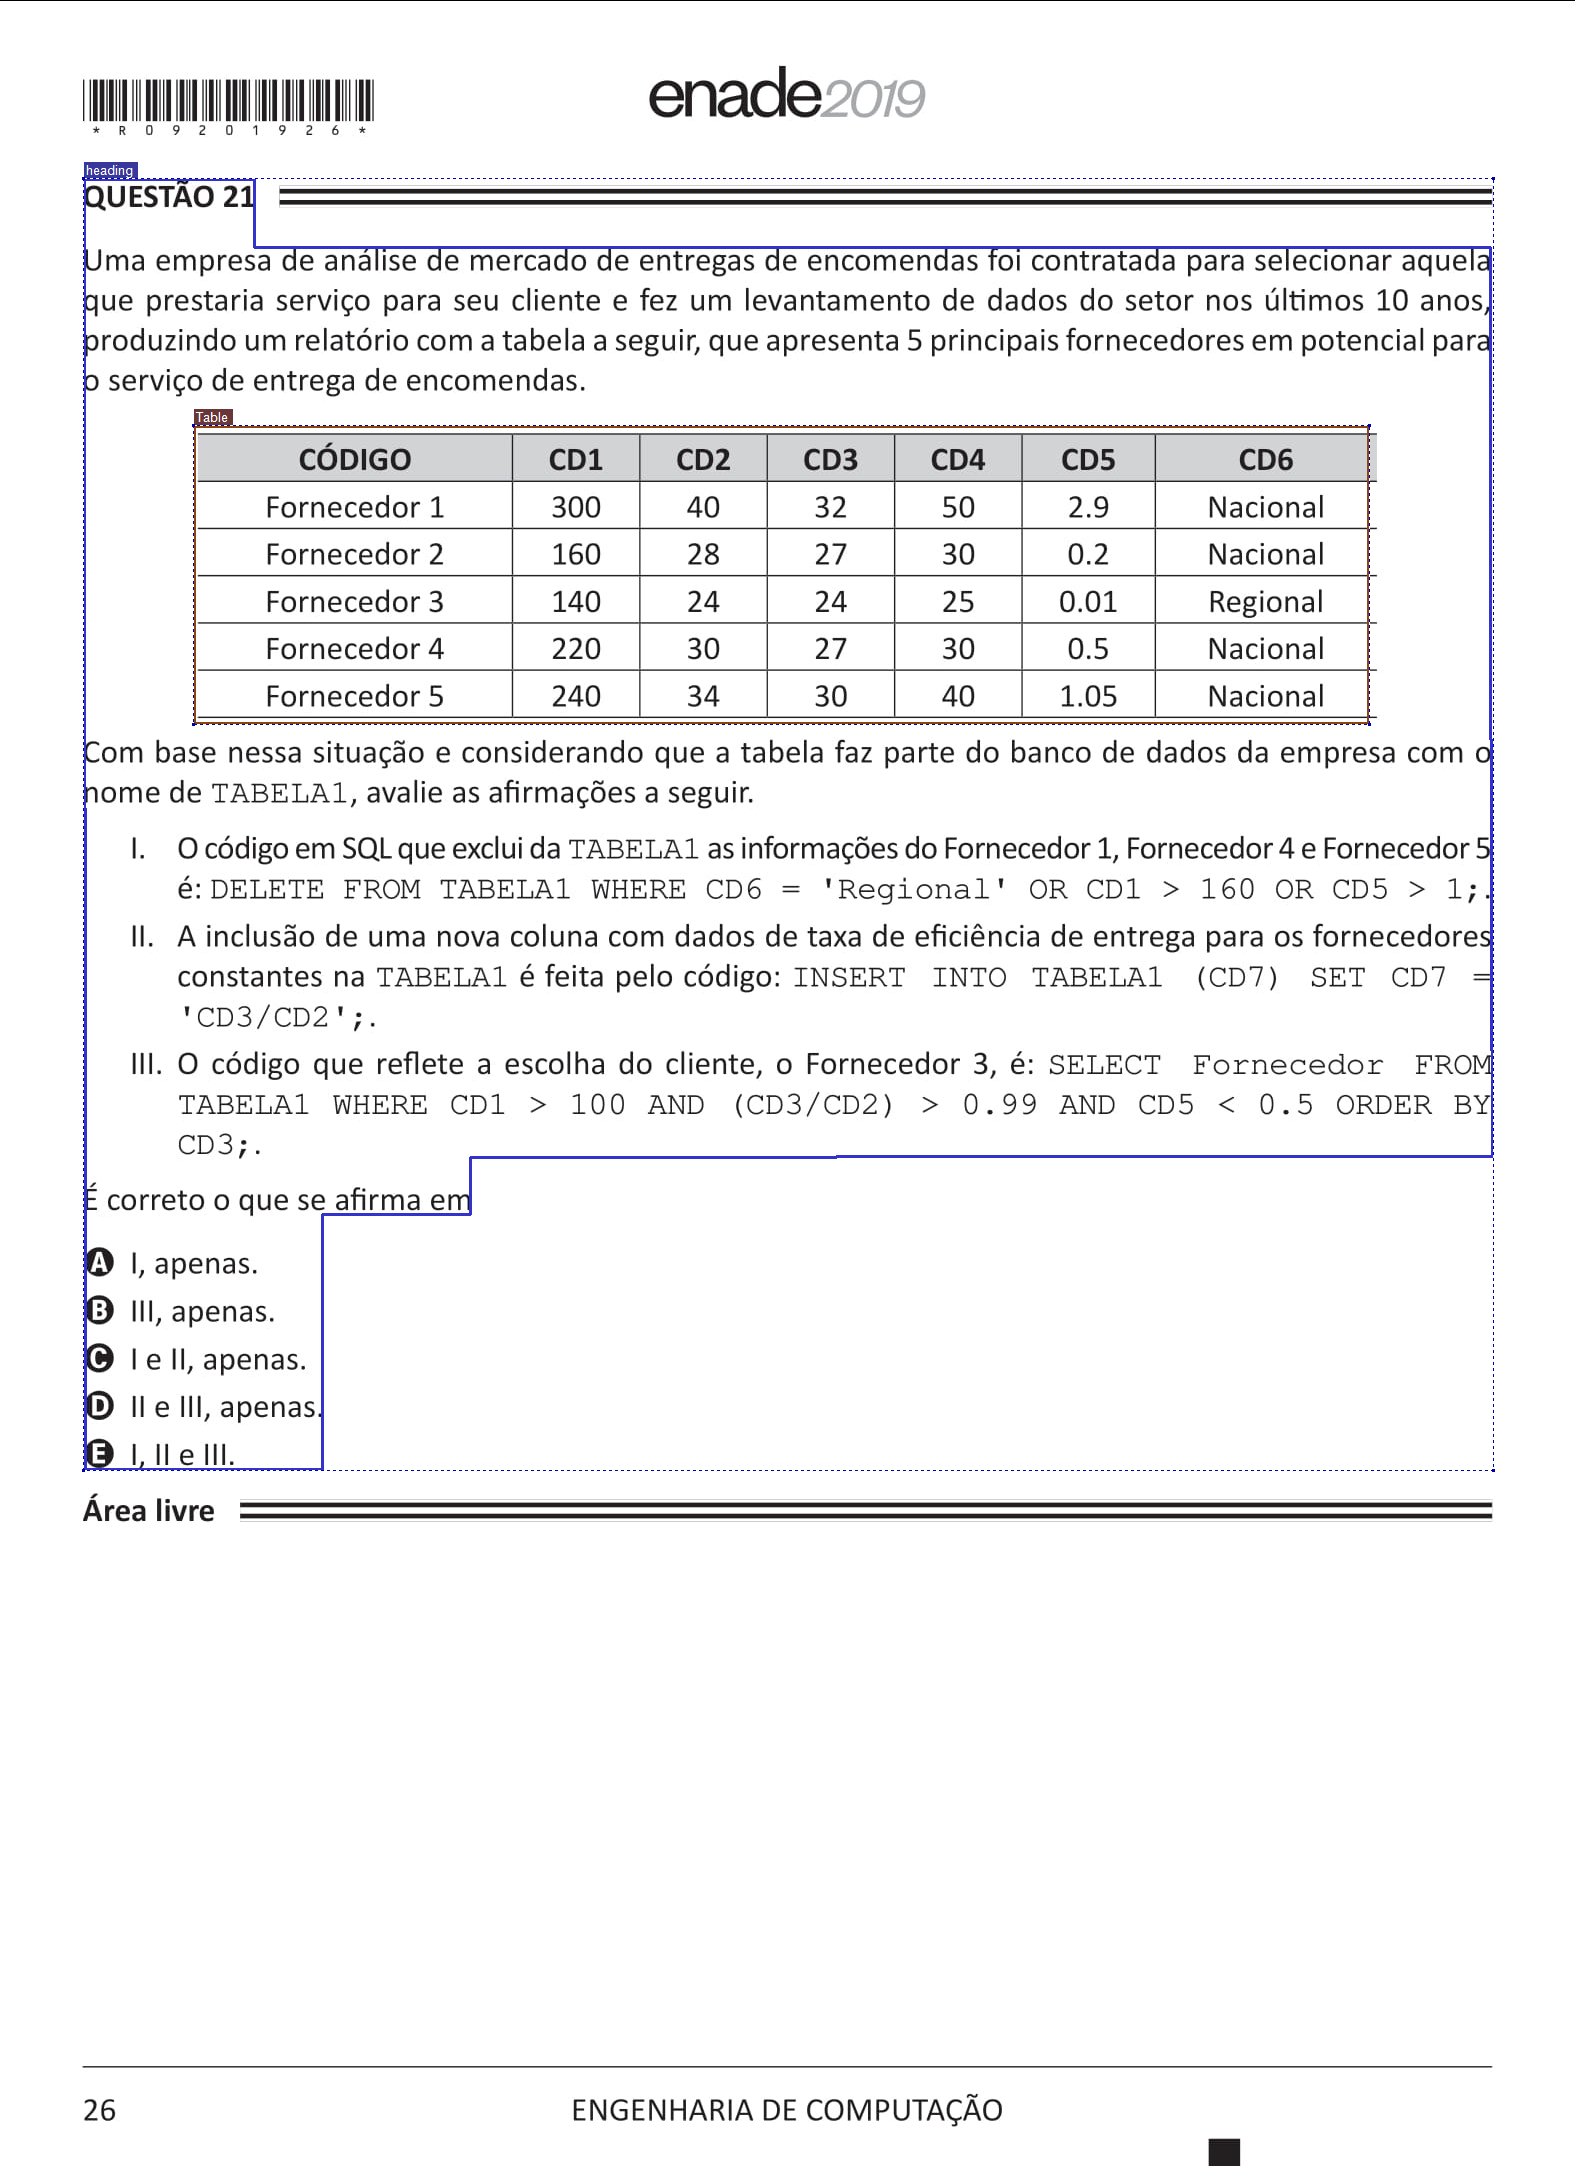 *R09201926*
enade2019
heading
QUESTÃO 21
Uma empresa de análise de mercado de entregas de encomendas foi contratada para selecionar aquela
que prestaria serviço para seu cliente e fez um levantamento de dados do setor nos últimos 10 anos,
produzindo um relatório com a tabela a seguir, que apresenta 5 principais fornecedores em potencial para
o serviço de entrega de encomendas.
Table
CÓDIGO CD1 CD2 CD3 CD4 CD5 CD6
Fornecedor 1 300 40 32 50 2.9 Nacional
Fornecedor 2 160 28 27 30 0.2 Nacional
Fornecedor 3 140 24 24 25 0.01 Regional
Fornecedor 4 220 30 27 30 0.5 Nacional
Fornecedor 5 240 34 30 40 1.05 Nacional
Com base nessa situação e considerando que a tabela faz parte do banco de dados da empresa com o
nome de TABELA1, avalie as afirmações a seguir.
I. O código em SQL que exclui da TABELA1 as informações do Fornecedor 1, Fornecedor 4 e Fornecedor 5
é: DELETE FROM TABELA1 WHERE CD6 = 'Regional' OR CD1 > 160 OR CD5 > 1;.
II. A inclusão de uma nova coluna com dados de taxa de eficiência de entrega para os fornecedores
constantes na TABELA1 é feita pelo código: INSERT INTO TABELA1 (CD7) SET CD7 =
'CD3/CD2';.
III. O código que reflete a escolha do cliente, o Fornecedor 3, é: SELECT Fornecedor FROM
TABELA1 WHERE CD1 > 100 AND (CD3/CD2) > 0.99 AND CD5 < 0.5 ORDER BY
CD3;.
É correto o que se afirma em
A I, apenas.
B III, apenas.
C I e II, apenas.
D II e III, apenas.
E I, II e III.
Área livre
26 ENGENHARIA DE COMPUTAÇÃO